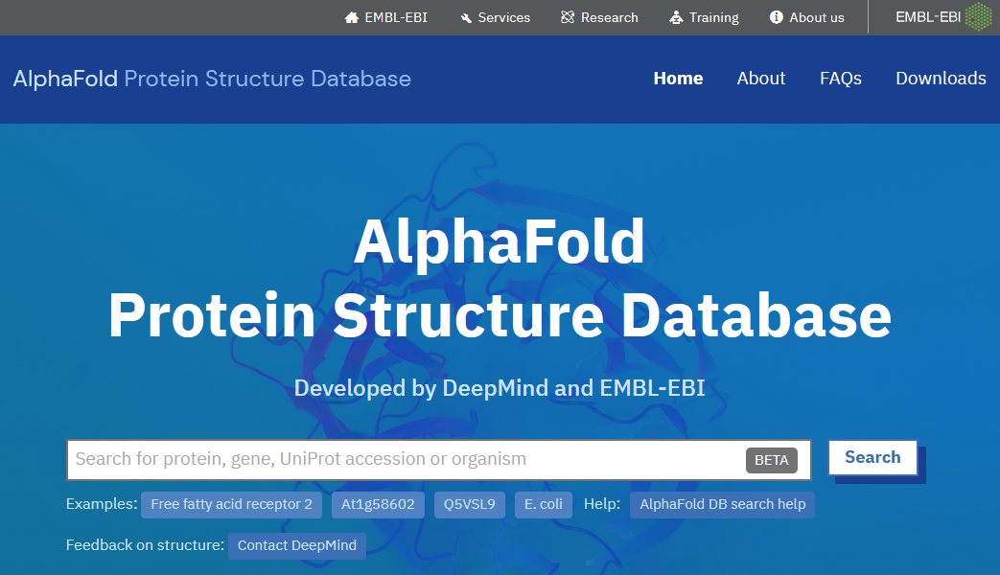 EMBL-EBI Services Research Training About us EMBL-EBI
AlphaFold Protein Structure Database Home About FAQs Downloads
AlphaFold
Protein Structure Database
Developed by DeepMind and EMBL-EBI
Search for protein, gene, UniProt accession or organism BETA Search
Examples: Free fatty acid receptor 2 At1g58602 Q5VSL9 E. coli Help: AlphaFold DB search help
Feedback on structure: Contact DeepMind